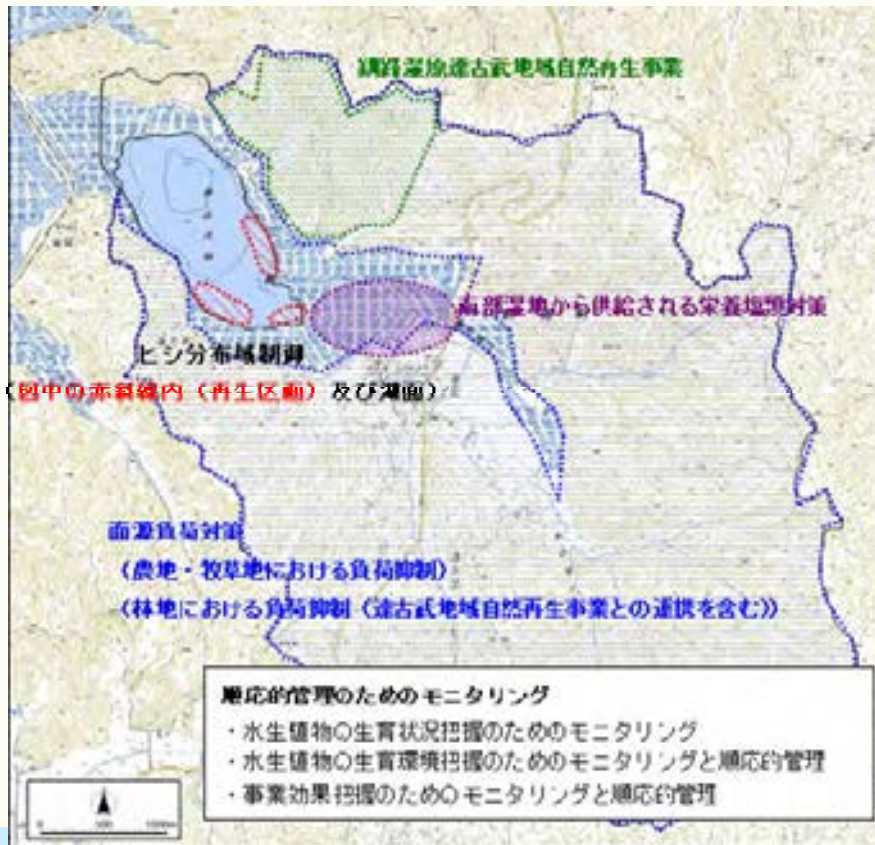 釧路湿原達古武地域自然再生事業
南部湿地から供給される栄養塩類対策
ヒシ分布域制御
(図中の赤斜線内(再生区画)及び湖面)
面源負荷対策
(農地・牧草地における負荷抑制)
(林地における負荷抑制(達古武地域自然再生事業との連携を含む))
順応的管理のためのモニタリング
・水生植物の生育状況把握のためのモニタリング
・水生植物の生育環境把握のためのモニタリングと順応的管理
・事業効果把握のためのモニタリングと順応的管理
0